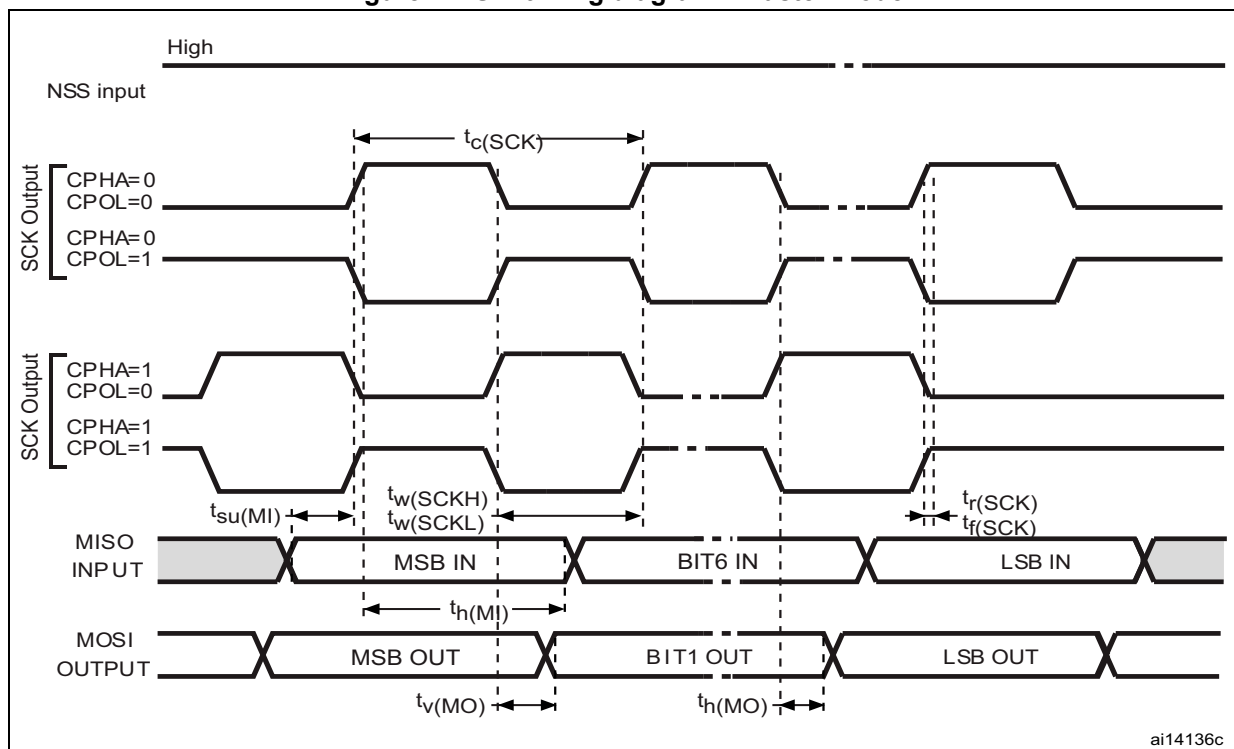 High
NSS input
tc(SCK)
SCK Output
CPHA=0
CPOL=0
CPHA=0
CPOL=1
SCK Output
CPHA=1
CPOL=0
CPHA=1
CPOL=1
tsu(MI)
tw(SCKH)
tw(SCKL)
tr(SCK)
tf(SCK)
MISO
INPUT
MSB IN
BIT6 IN
LSB IN
th(MI)
MOSI
OUTPUT
MSB OUT
BIT1 OUT
LSB OUT
tv(MO)
th(MO)
ai14136c